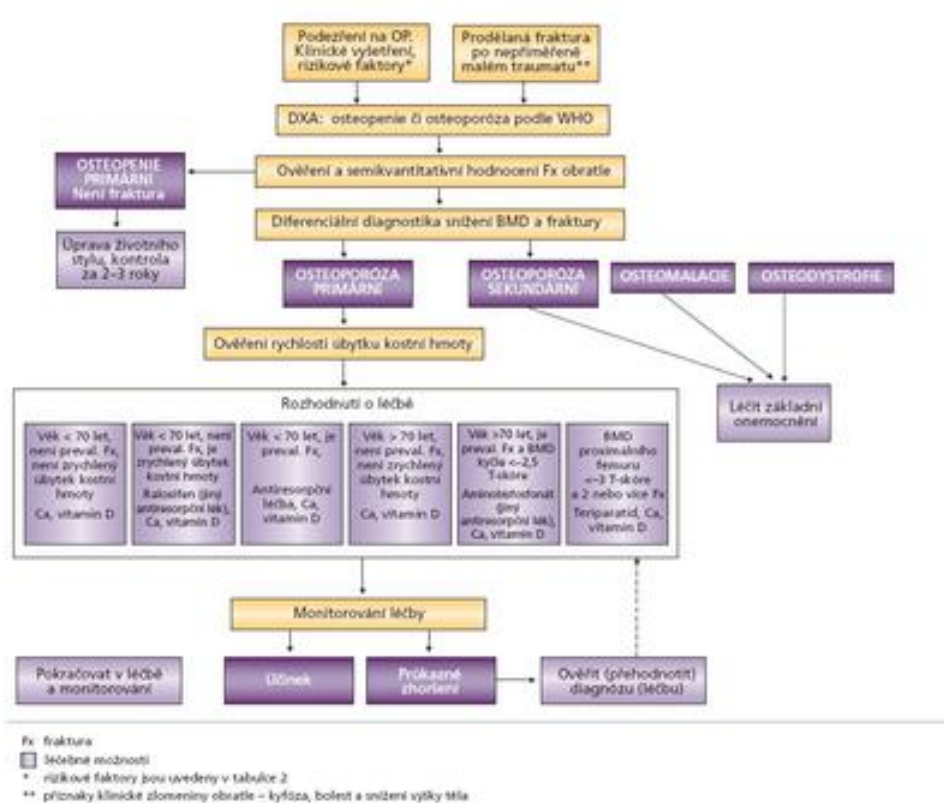 Podezření na OP.
Klinické vyšetření,
rizikové faktory*
Prodělaná fraktura
po nepřiměřeně
malém traumatu**
DXA: osteopenie či osteoporóza podle WHO
OSTEOPENIE
PRIMÁRNÍ
Není fraktura
Ověření a semikvantitativní hodnocení Fx obratle
Diferenciální diagnostika snížení BMD a fraktury
Úprava životního
stylu, kontrola
za 2–3 roky
OSTEOPORÓZA
PRIMÁRNÍ
OSTEOPORÓZA
SEKUNDÁRNÍ
OSTEOMALACIE
OSTEODYSTROFIE
Ověření rychlosti úbytku kostní hmoty
Léčit základní
onemocnění
Rozhodnutí o léčbě
Věk < 70 let,
není preval. Fx,
není zrychlený
úbytek kostní
hmoty
Ca, vitamin D
Věk < 70 let, není
preval. Fx, je
zrychlený úbytek
kostní hmoty
Raloxifen (jiný
antiresorpční lék),
Ca, vitamin D
Věk < 70 let, je
preval. Fx,
Antiresorpční
léčba, Ca,
vitamin D
Věk > 70 let,
není preval. Fx,
není zrychlený
úbytek kostní
hmoty
Ca, vitamin D
Věk >70 let, je
preval. Fx a BMD
kyčle <–2,5
T-skóre
Aminobisfosfonát
(jiný
antiresorpční lék),
Ca, vitamin D
BMD
proximálního
femuru
<–3 T-skóre
a 2 nebo více Fx
Teriparatid, Ca,
vitamin D
Monitorování léčby
Pokračovat v léčbě
a monitorování
Účinek
Průkazné
zhoršení
Ověřit (přehodnotit)
diagnózu (léčbu)
Fx fraktura
léčebné možnosti
* rizikové faktory jsou uvedeny v tabulce 2
** příznaky klinické zlomeniny obratle – kyfóza, bolest a snížení výšky těla